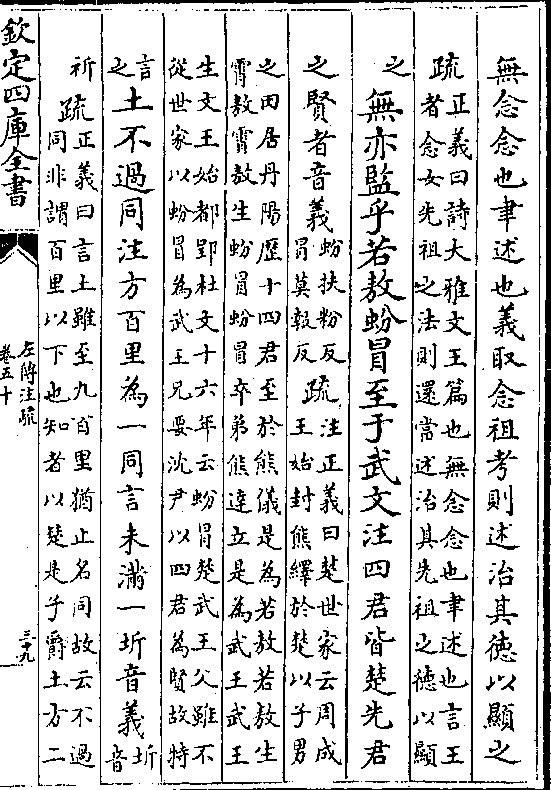 無念念也聿述也義取念祖考則述治其德以顯之
疏正義曰詩大雅文王篇也無念念也聿述也言王
者念女先祖之法則還當述治其先祖之德以顯
之無亦監乎若敖蚡冒至于武文注四君皆楚先君
之賢者音義蚡扶粉反冒莫報反疏注正義曰楚世家云周成王始封熊繹於楚以子男
之田居丹陽歷十四君至於熊儀是為若敖若敖生
霄敖霄敖生蚡冒蚡冒卒弟熊達立是為武王武王
生文王始都郢杜文十六年云蚡冒楚武王父雖不
從世家以蚡冒為武王兄要沈尹以四君為賢故特
言之土不過同注方百里為一同言未滿一圻音義圻音
祈疏正義曰言土雖至九百里猶止名同故云不過
同非謂百里以下也知者以楚是子爵土方二
欽定四庫全書
左傳注疏
卷五十
三十九